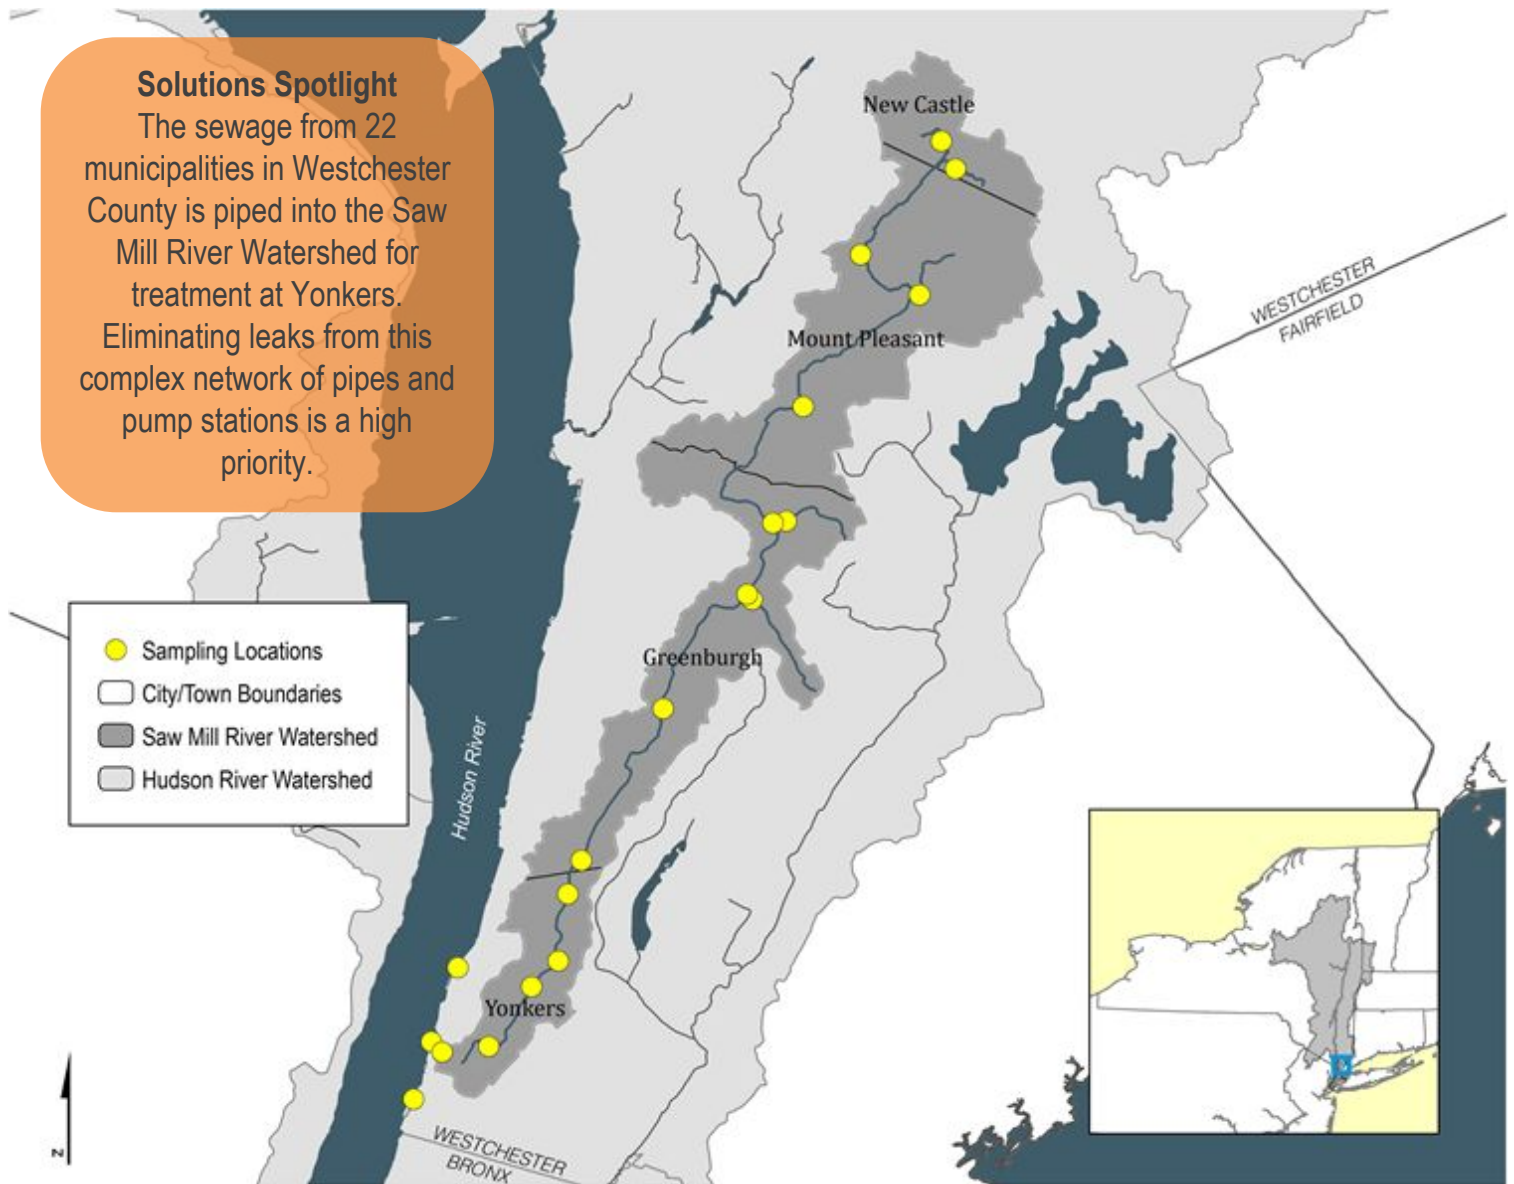 Solutions Spotlight
The sewage from 22
municipalities in Westchester
County is piped into the Saw
Mill River Watershed for
treatment at Yonkers.
Eliminating leaks from this
complex network of pipes and
pump stations is a high
priority.
New Castle
WESTCHESTER
FAIRFIELD
Mount Pleasant
Sampling Locations
City/Town Boundaries
Saw Mill River Watershed
Hudson River Watershed
Greenburgh
Hudson River
Yonkers
WESTCHESTER
BRONX
N